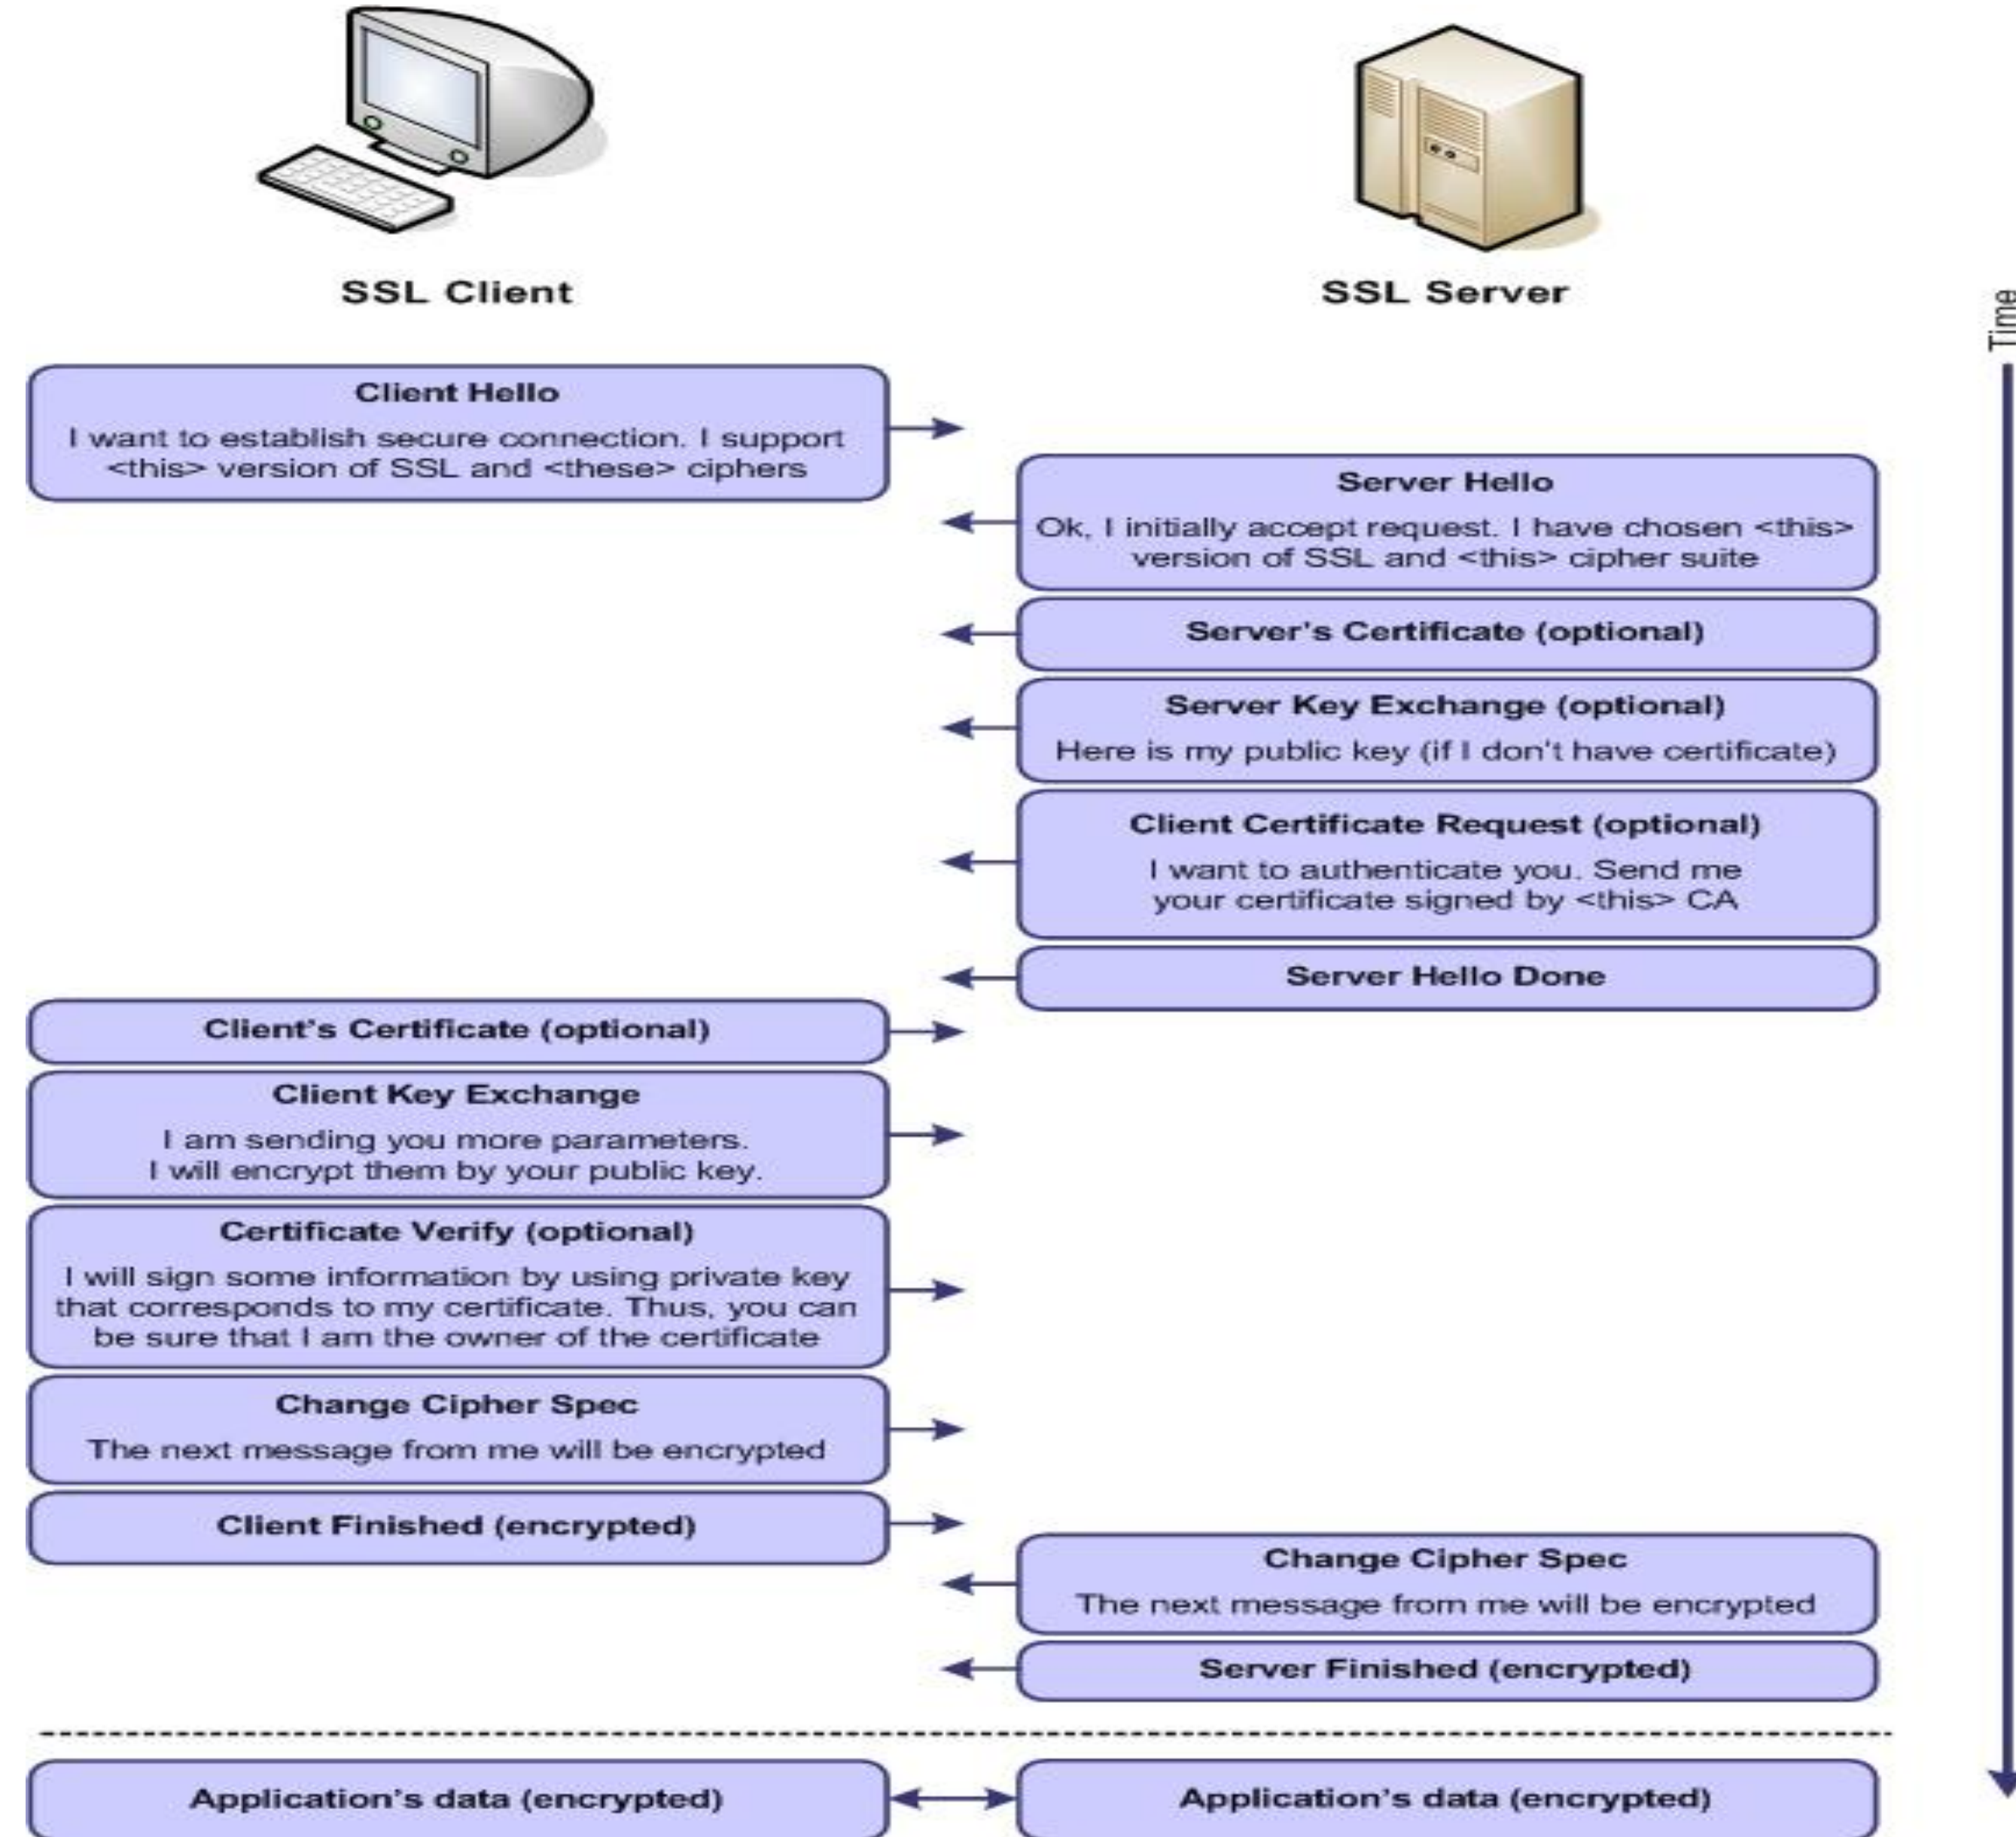 SSL Client
SSL Server
Time
Client Hello
I want to establish secure connection. I support
<this> version of SSL and <these> ciphers
Server Hello
Ok, I initially accept request. I have chosen <this>
version of SSL and <this> cipher suite
Server's Certificate (optional)
Server Key Exchange (optional)
Here is my public key (if I don't have certificate)
Client Certificate Request (optional)
I want to authenticate you. Send me
your certificate signed by <this> CA
Server Hello Done
Client's Certificate (optional)
Client Key Exchange
I am sending you more parameters.
I will encrypt them by your public key.
Certificate Verify (optional)
I will sign some information by using private key
that corresponds to my certificate. Thus, you can
be sure that I am the owner of the certificate
Change Cipher Spec
The next message from me will be encrypted
Client Finished (encrypted)
Change Cipher Spec
The next message from me will be encrypted
Server Finished (encrypted)
Application's data (encrypted)
Application's data (encrypted)